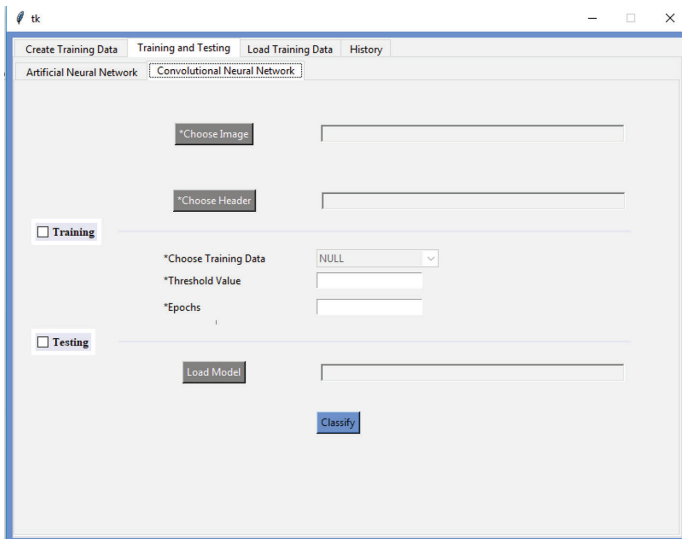 tk
Create Training Data Training and Testing Load Training Data History
Artificial Neural Network Convolutional Neural Network
*Choose Image
*Choose Header
Training
*Choose Training Data NULL
*Threshold Value
*Epochs
Testing
Load Model
Classify